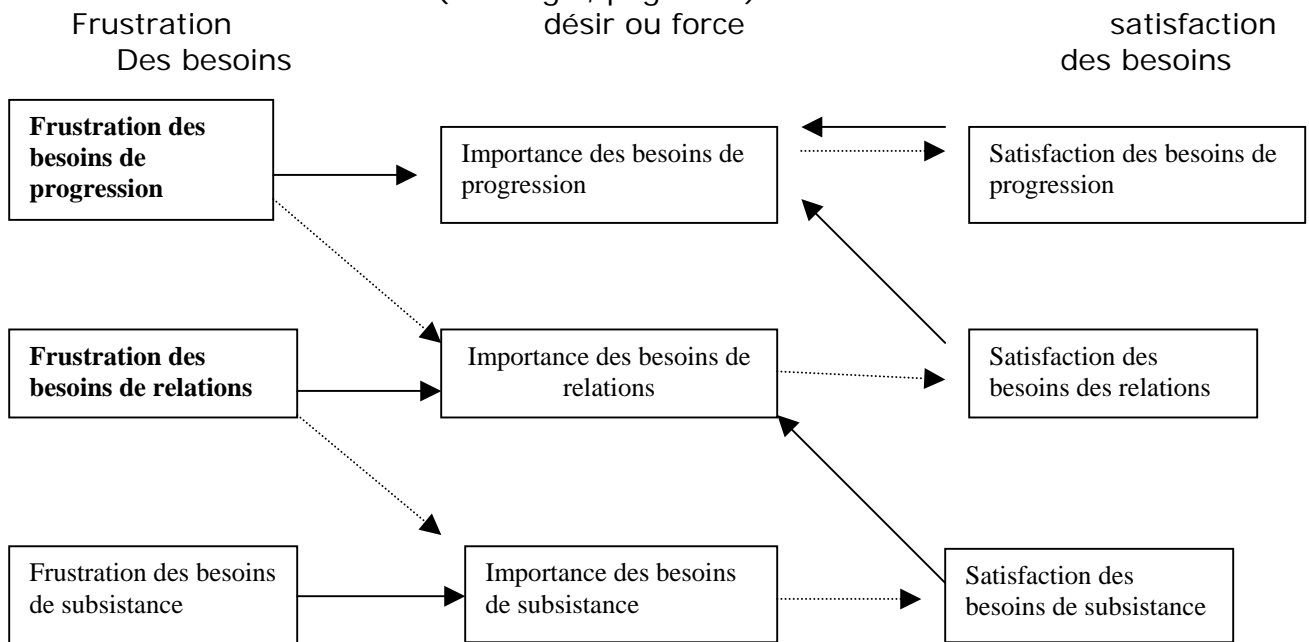 Frustration
Des besoins
désir ou force
satisfaction
des besoins
Frustration des
besoins de
progression
Importance des besoins de
progression
Satisfaction des besoins de
progression
Frustration des
besoins de relations
Importance des besoins de
relations
Satisfaction des
besoins des relations
Frustration des besoins
de subsistance
Importance des besoins
de subsistance
Satisfaction des
besoins de subsistance